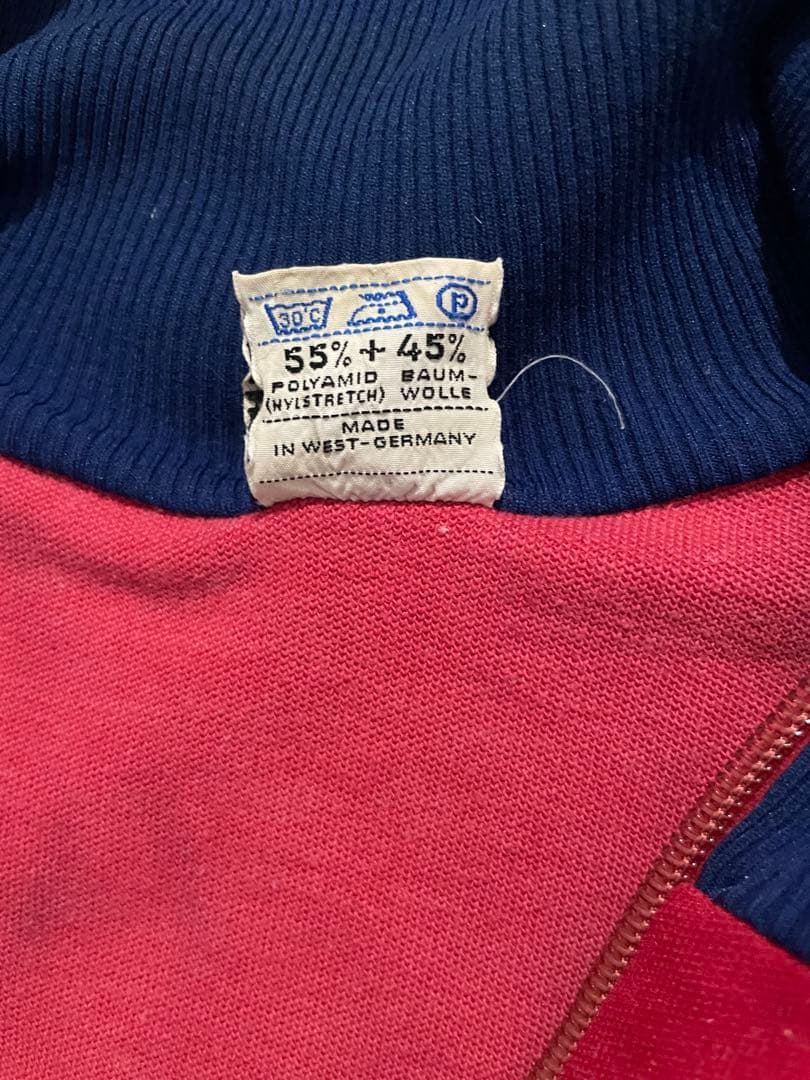 30°C P
55% + 45%
POLYAMID BAUM-
(NYLSTRETCH) WOLLE
MADE
IN WEST-GERMANY